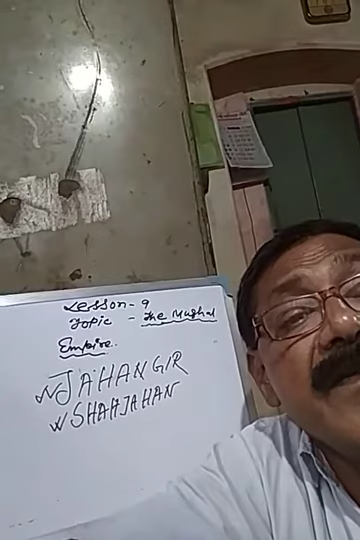 Lesson - 9
Topic - The Mughal
Empire.
JAHANGIR
SHAHJAHAN